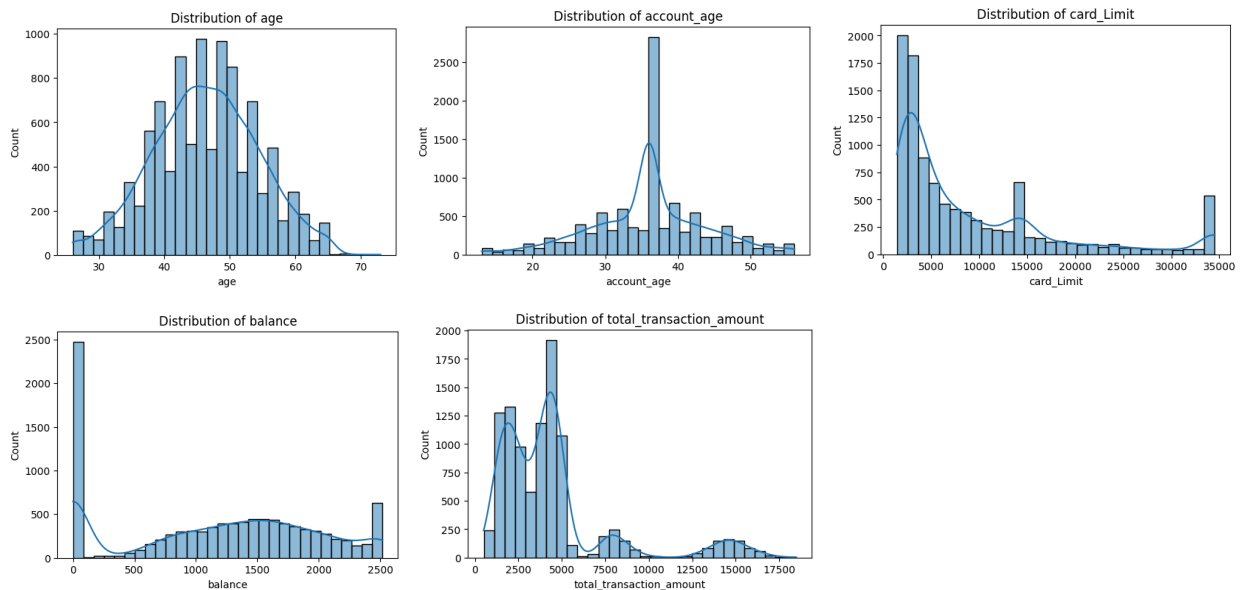 Distribution of age
1000
800
600
400
200
0
Count
30 40 50 60 70
age
Distribution of account_age
2500
2000
1500
1000
500
0
Count
20 30 40 50
account_age
Distribution of card_Limit
2000
1750
1500
1250
1000
750
500
250
0
Count
0 5000 10000 15000 20000 25000 30000 35000
card_Limit
Distribution of balance
2500
2000
1500
1000
500
0
Count
0 500 1000 1500 2000 2500
balance
Distribution of total_transaction_amount
2000
1750
1500
1250
1000
750
500
250
0
Count
0 2500 5000 7500 10000 12500 15000 17500
total_transaction_amount